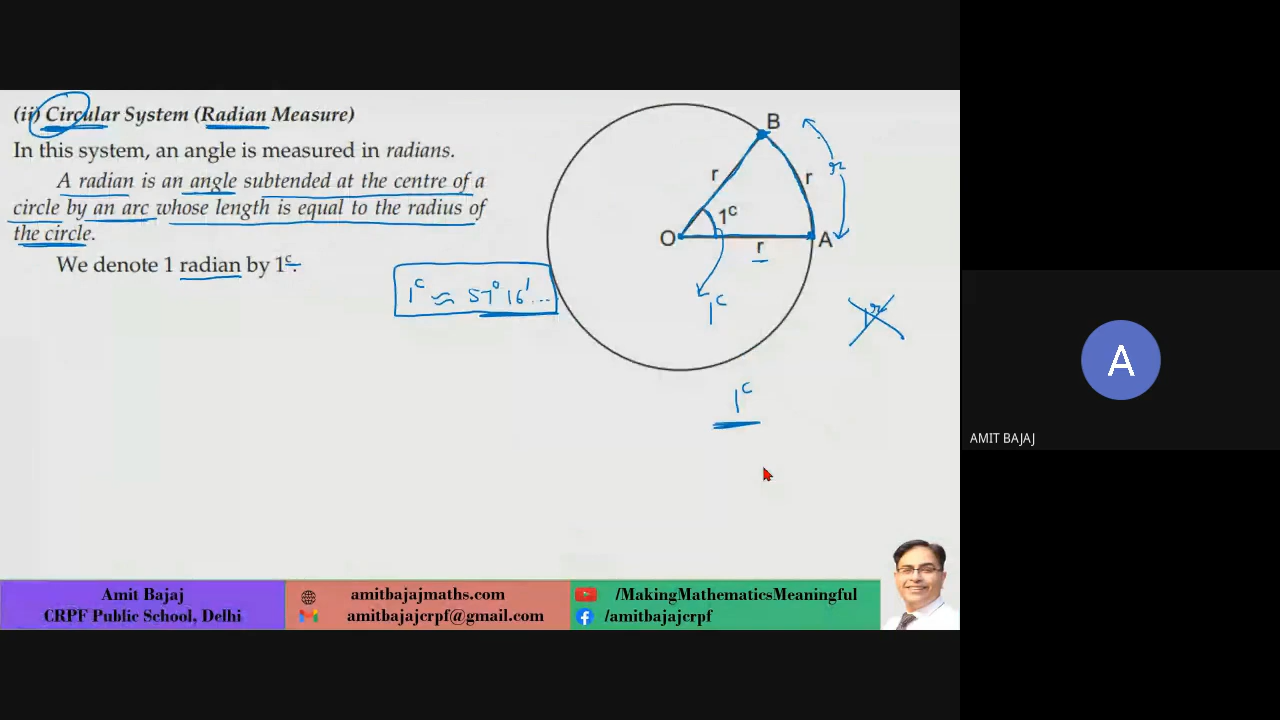 (ii) Circular System (Radian Measure)
In this system, an angle is measured in radians.
A radian is an angle subtended at the centre of a
circle by an arc whose length is equal to the radius of
the circle.
We denote 1 radian by 1ᶜ.
1ᶜ ≈ 57° 16' ...
B
r
r
r
1ᶜ
O
r
A
1ᶜ
1ʳ
1ᶜ
A
AMIT BAJAJ
Amit Bajaj
CRPF Public School, Delhi
amitbajajmaths.com
amitbajajcrpf@gmail.com
/MakingMathematicsMeaningful
/amitbajajcrpf